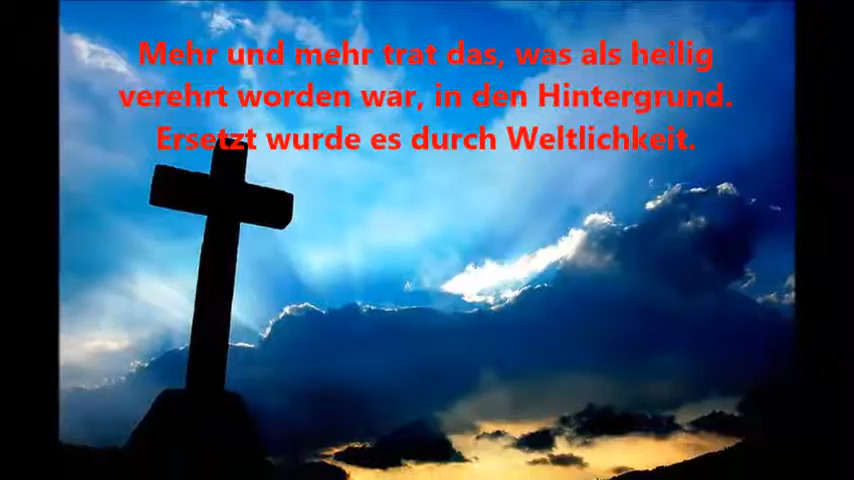 Mehr und mehr trat das, was als heilig
verehrt worden war, in den Hintergrund.
Ersetzt wurde es durch Weltlichkeit.